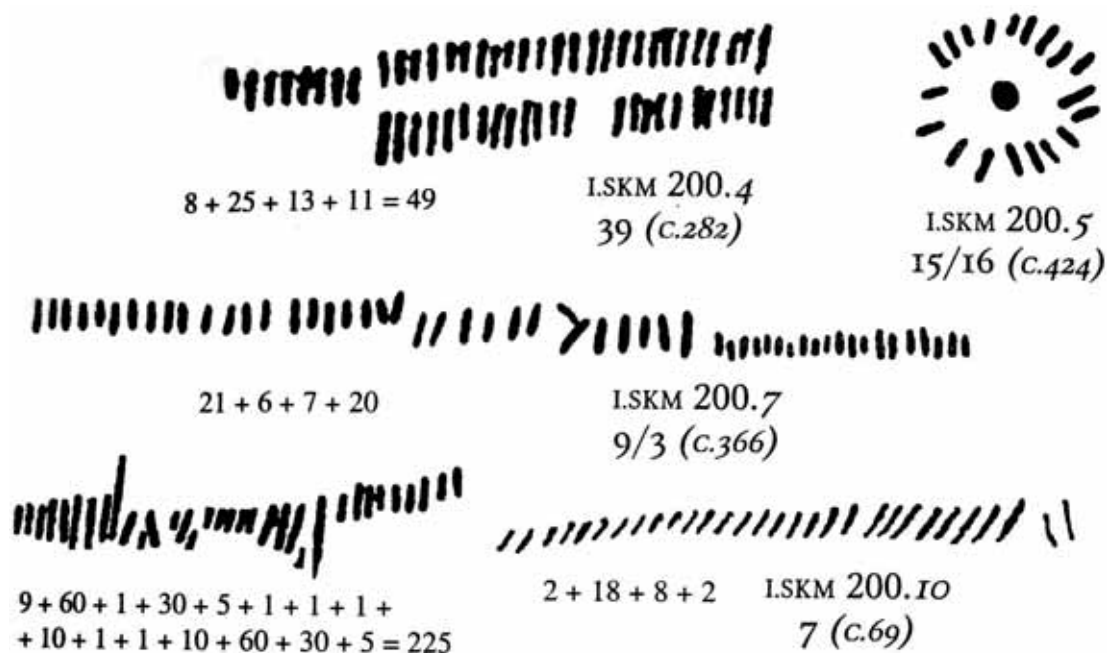 8 + 25 + 13 + 11 = 49
I.SKM 200.4
39 (C.282)
I.SKM 200.5
15/16 (C.424)
21 + 6 + 7 + 20
I.SKM 200.7
9/3 (C.366)
9 + 60 + 1 + 30 + 5 + 1 + 1 + 1 +
+ 10 + 1 + 1 + 10 + 60 + 30 + 5 = 225
2 + 18 + 8 + 2
I.SKM 200.10
7 (C.69)